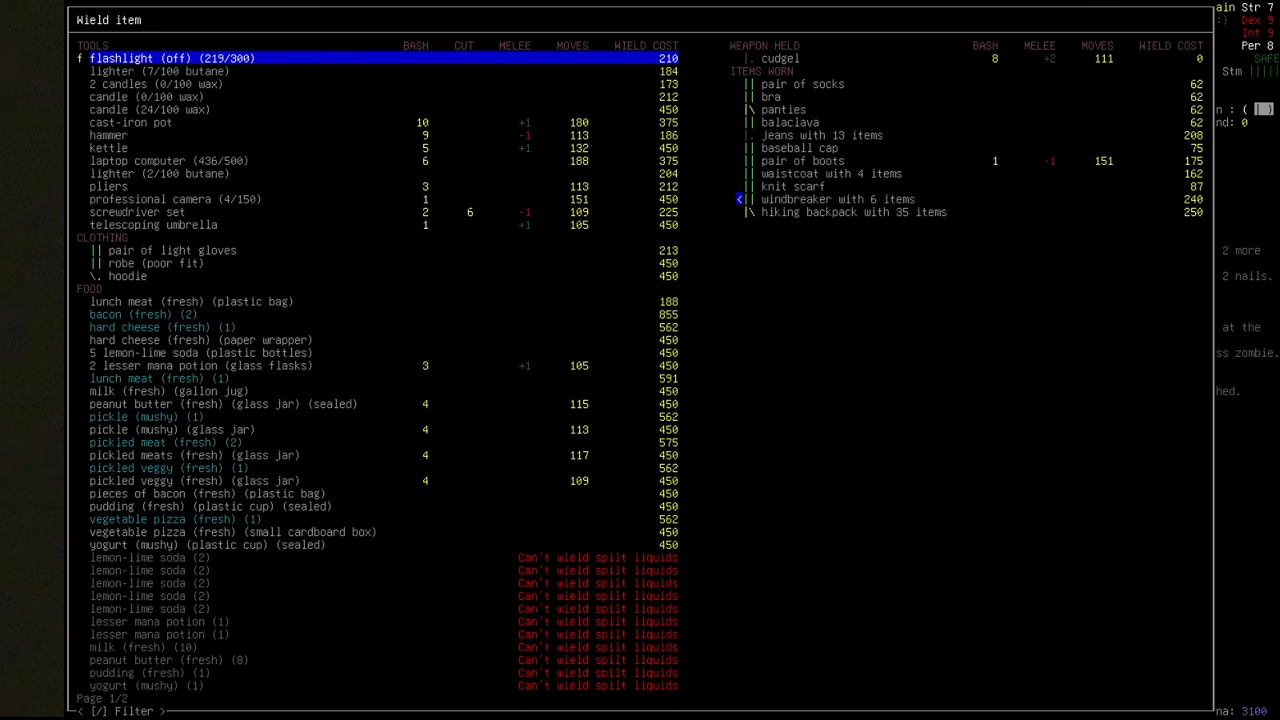 Wield item
TOOLS BASH CUT MELEE MOVES WIELD COST
f flashlight (off) (219/300) 210
lighter (7/100 butane) 184
2 candles (0/100 wax) 173
candle (0/100 wax) 212
candle (24/100 wax) 450
cast-iron pot 10 +1 180 375
hammer 9 -1 113 186
kettle 5 +1 132 450
laptop computer (436/500) 6 188 375
lighter (2/100 butane) 204
pliers 3 113 212
professional camera (4/150) 1 151 450
screwdriver set 2 6 -1 109 225
telescoping umbrella 1 +1 105 450
CLOTHING
|| pair of light gloves 213
|| robe (poor fit) 450
\. hoodie 450
FOOD
lunch meat (fresh) (plastic bag) 188
bacon (fresh) (2) 855
hard cheese (fresh) (1) 562
hard cheese (fresh) (paper wrapper) 450
5 lemon-lime soda (plastic bottles) 450
2 lesser mana potion (glass flasks) 3 +1 105 450
lunch meat (fresh) (1) 591
milk (fresh) (gallon jug) 450
peanut butter (fresh) (glass jar) (sealed) 4 115 450
pickle (mushy) (1) 562
pickle (mushy) (glass jar) 4 113 450
pickled meat (fresh) (2) 575
pickled meats (fresh) (glass jar) 4 117 450
pickled veggy (fresh) (1) 562
pickled veggy (fresh) (glass jar) 4 109 450
pieces of bacon (fresh) (plastic bag) 450
pudding (fresh) (plastic cup) (sealed) 450
vegetable pizza (fresh) (1) 562
vegetable pizza (fresh) (small cardboard box) 450
yogurt (mushy) (plastic cup) (sealed) 450
lemon-lime soda (2) Can't wield spilt liquids
lemon-lime soda (2) Can't wield spilt liquids
lemon-lime soda (2) Can't wield spilt liquids
lemon-lime soda (2) Can't wield spilt liquids
lemon-lime soda (2) Can't wield spilt liquids
lesser mana potion (1) Can't wield spilt liquids
lesser mana potion (1) Can't wield spilt liquids
milk (fresh) (10) Can't wield spilt liquids
peanut butter (fresh) (8) Can't wield spilt liquids
pudding (fresh) (1) Can't wield spilt liquids
yogurt (mushy) (1) Can't wield spilt liquids
Page 1/2
< [/] Filter >
WEAPON HELD BASH MELEE MOVES WIELD COST
|. cudgel 8 +2 111 0
ITEMS WORN
|| pair of socks 62
|| bra 62
|\ panties 62
|| balaclava 62
|. jeans with 13 items 208
|| baseball cap 75
|| pair of boots 1 -1 151 175
|| waistcoat with 4 items 162
|| knit scarf 87
<|| windbreaker with 6 items 240
|\ hiking backpack with 35 items 250
ain Str 7
:) Dex 9
Int 9
Per 8
SAFE
Stm |||||
n : ( | )
nd: 0
2 more
2 nails.
at the
ss zombie.
hed.
na: 3100